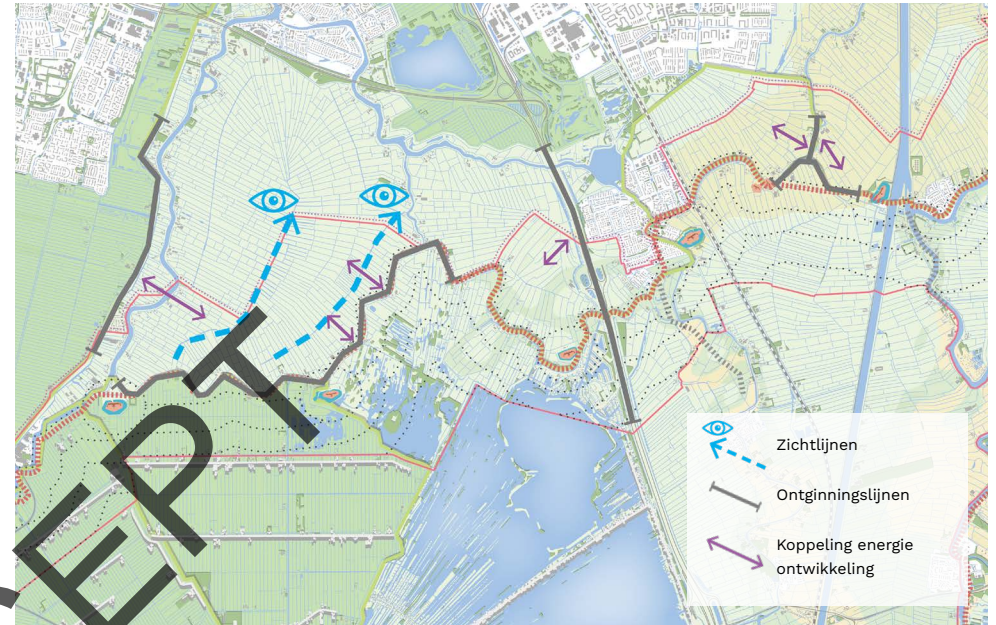 Zichtlijnen
Ontginningslijnen
Koppeling energie
ontwikkeling
EPT